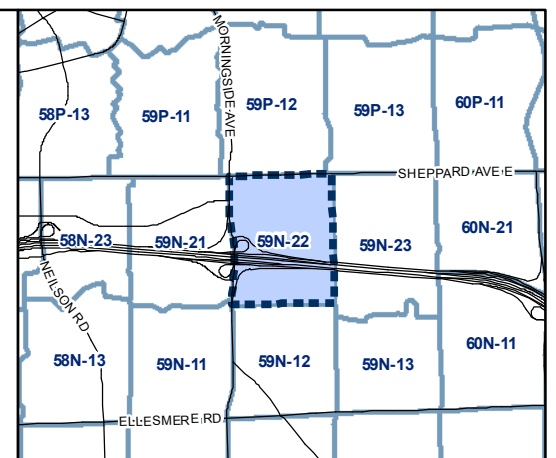 MORNINGSIDE AVE
58P-13
59P-11
59P-12
59P-13
60P-11
SHEPPARD AVE E
58N-23
59N-21
59N-22
59N-23
60N-21
NEILSON RD
58N-13
59N-11
59N-12
59N-13
60N-11
ELLESMERE RD